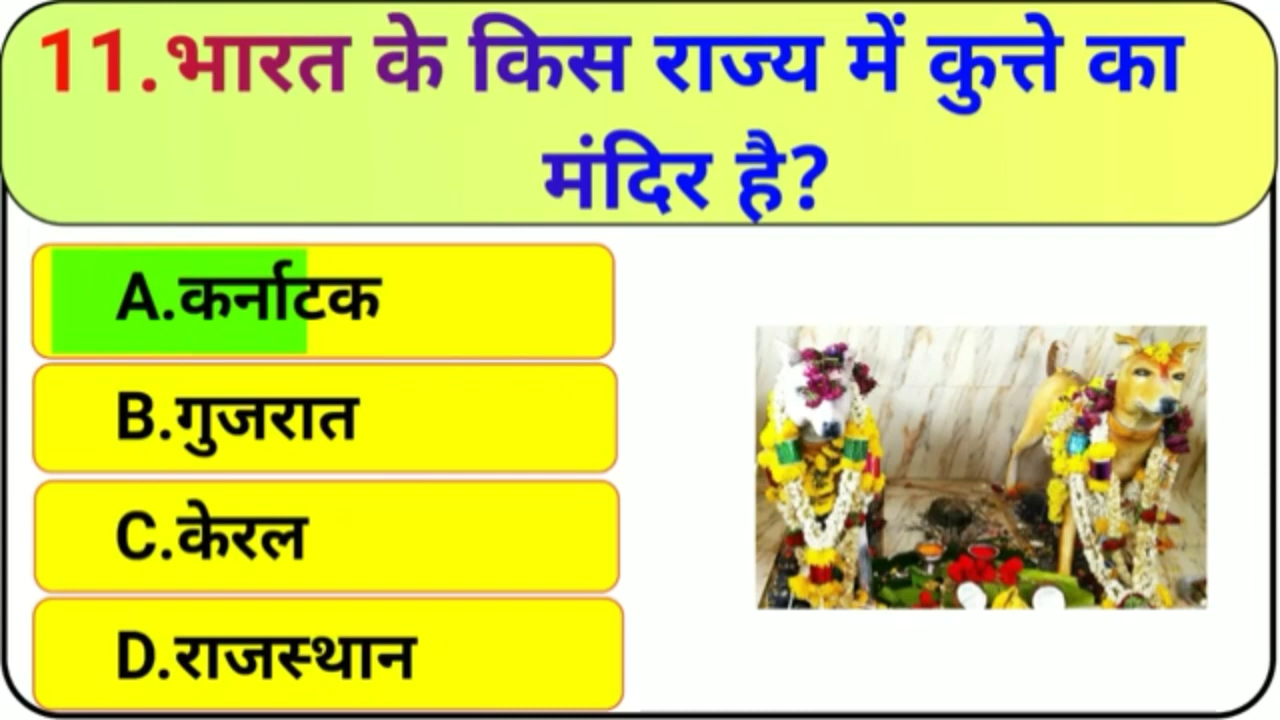 11.भारत के किस राज्य में कुत्ते का
मंदिर है?
A.कर्नाटक
B.गुजरात
C.केरल
D.राजस्थान